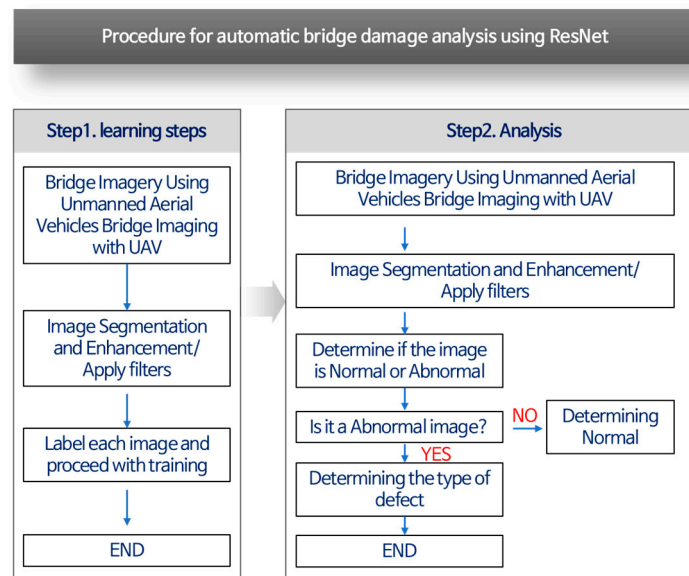 Procedure for automatic bridge damage analysis using ResNet
Step1. learning steps
Bridge Imagery Using
Unmanned Aerial
Vehicles Bridge Imaging
with UAV
Image Segmentation
and Enhancement/
Apply filters
Label each image and
proceed with training
END
Step2. Analysis
Bridge Imagery Using Unmanned Aerial
Vehicles Bridge Imaging with UAV
Image Segmentation and Enhancement/
Apply filters
Determine if the image
is Normal or Abnormal
Is it a Abnormal image?
NO
Determining
Normal
YES
Determining the type of
defect
END